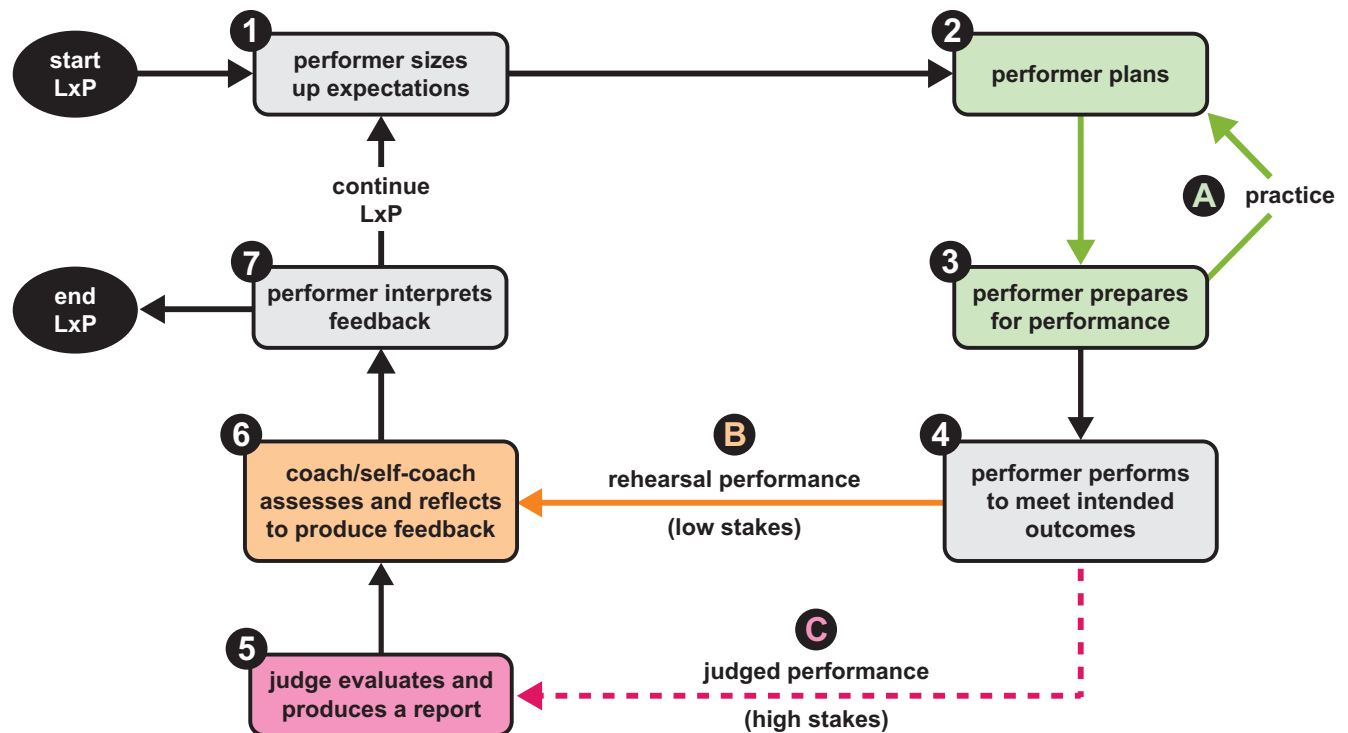 start
LxP
1
performer sizes
up expectations
2
performer plans
A
practice
continue
LxP
3
performer prepares
for performance
7
performer interprets
feedback
end
LxP
6
coach/self-coach
assesses and reflects
to produce feedback
B
rehearsal performance
(low stakes)
4
performer performs
to meet intended
outcomes
5
judge evaluates and
produces a report
C
judged performance
(high stakes)